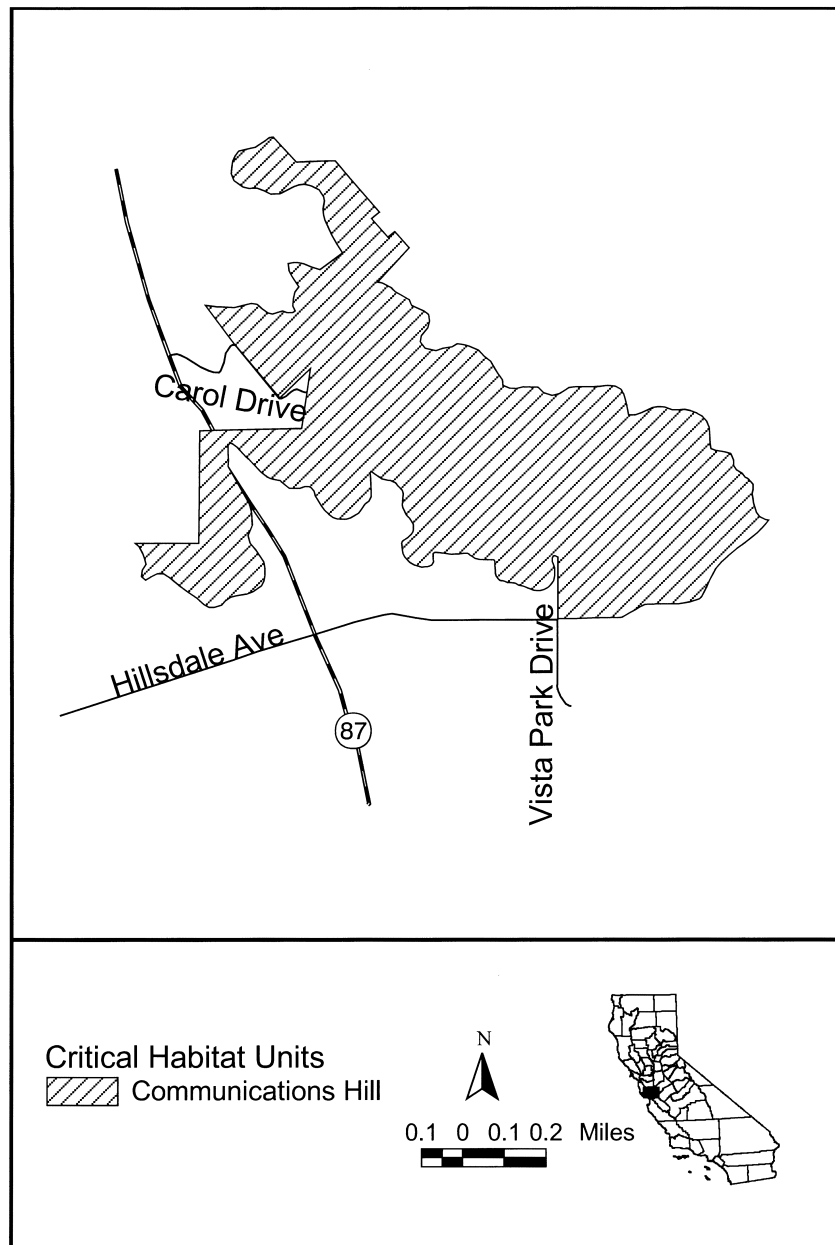 Carol Drive
Hillsdale Ave
Vista Park Drive
87
Critical Habitat Units
Communications Hill
N
0.1 0 0.1 0.2 Miles